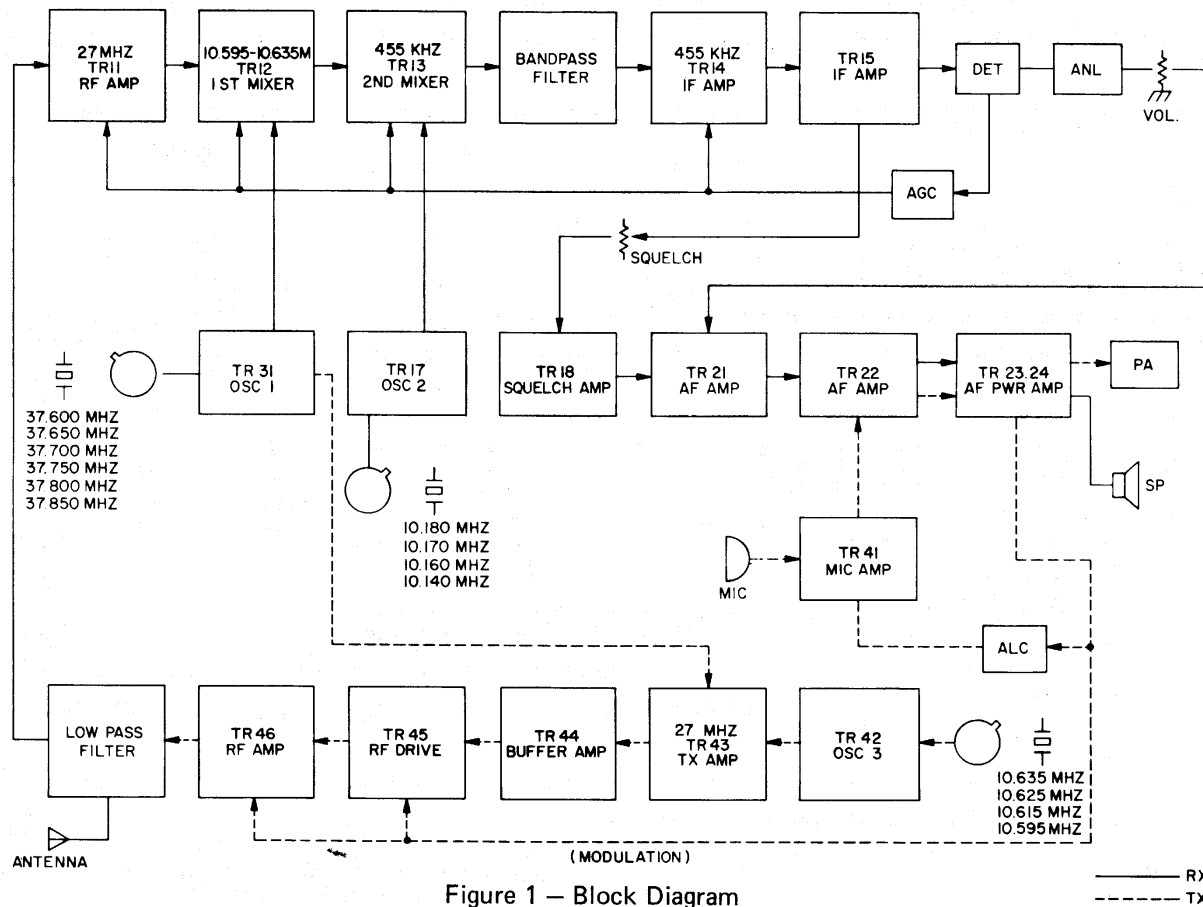 27 MHZ
TR11
RF AMP
10.595-10.635M
TR12
1ST MIXER
455 KHZ
TR13
2ND MIXER
BANDPASS
FILTER
455 KHZ
TR14
IF AMP
TR15
IF AMP
DET
ANL
VOL.
AGC
SQUELCH
TR 31
OSC 1
TR17
OSC 2
TR18
SQUELCH AMP
TR 21
AF AMP
TR 22
AF AMP
TR 23.24
AF PWR AMP
PA
SP
37.600 MHZ
37.650 MHZ
37.700 MHZ
37.750 MHZ
37.800 MHZ
37.850 MHZ
10.180 MHZ
10.170 MHZ
10.160 MHZ
10.140 MHZ
MIC
TR 41
MIC AMP
ALC
LOW PASS
FILTER
TR 46
RF AMP
TR 45
RF DRIVE
TR 44
BUFFER AMP
27 MHZ
TR 43
TX AMP
TR 42
OSC 3
10.635 MHZ
10.625 MHZ
10.615 MHZ
10.595 MHZ
ANTENNA
(MODULATION)
RX
TX
Figure 1 — Block Diagram